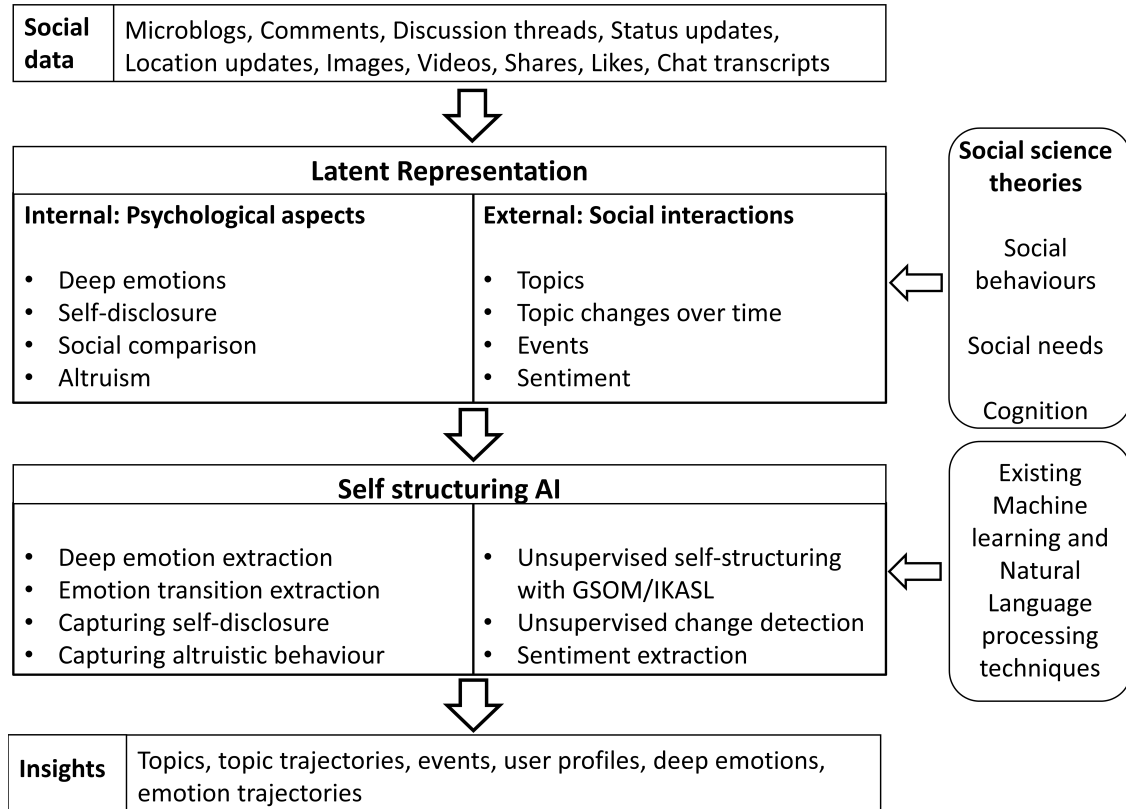 Social
data
Microblogs, Comments, Discussion threads, Status updates,
Location updates, Images, Videos, Shares, Likes, Chat transcripts
Latent Representation
Internal: Psychological aspects
• Deep emotions
• Self-disclosure
• Social comparison
• Altruism
External: Social interactions
• Topics
• Topic changes over time
• Events
• Sentiment
Social science
theories
Social
behaviours
Social needs
Cognition
Self structuring AI
• Deep emotion extraction
• Emotion transition extraction
• Capturing self-disclosure
• Capturing altruistic behaviour
• Unsupervised self-structuring
with GSOM/IKASL
• Unsupervised change detection
• Sentiment extraction
Existing
Machine
learning and
Natural
Language
processing
techniques
Insights
Topics, topic trajectories, events, user profiles, deep emotions,
emotion trajectories